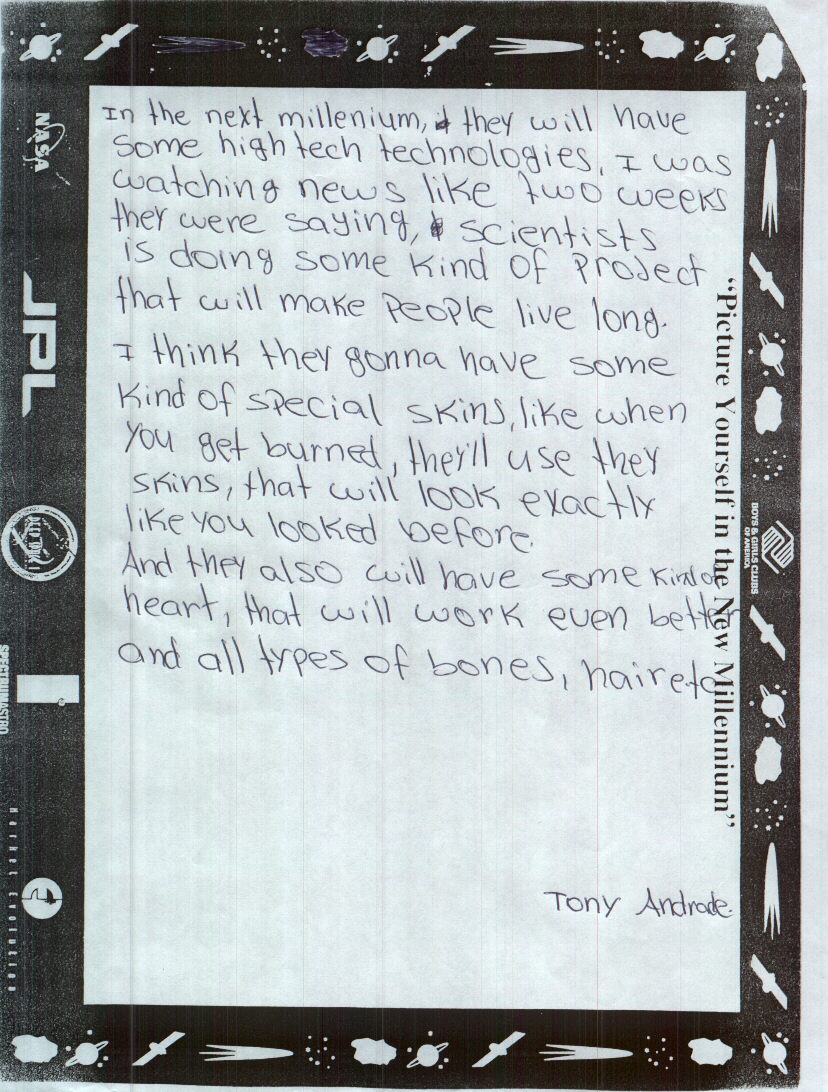 In the next millenium, they will have
some high tech technologies. I was
watching news like two weeks
they were saying, scientists
is doing some kind of project
that will make people live long.
I think they gonna have some
kind of special skins, like when
you get burned, they'll use they
skins, that will look exactly
like you looked before.
And they also will have some kind of
heart, that will work even better
and all types of bones, hair etc
Tony Andrade.
"Picture Yourself in the New Millennium"
NASA
JPL
SPECTRUMASTRO
Market Evolution
BOYS & GIRLS CLUBS
OF AMERICA